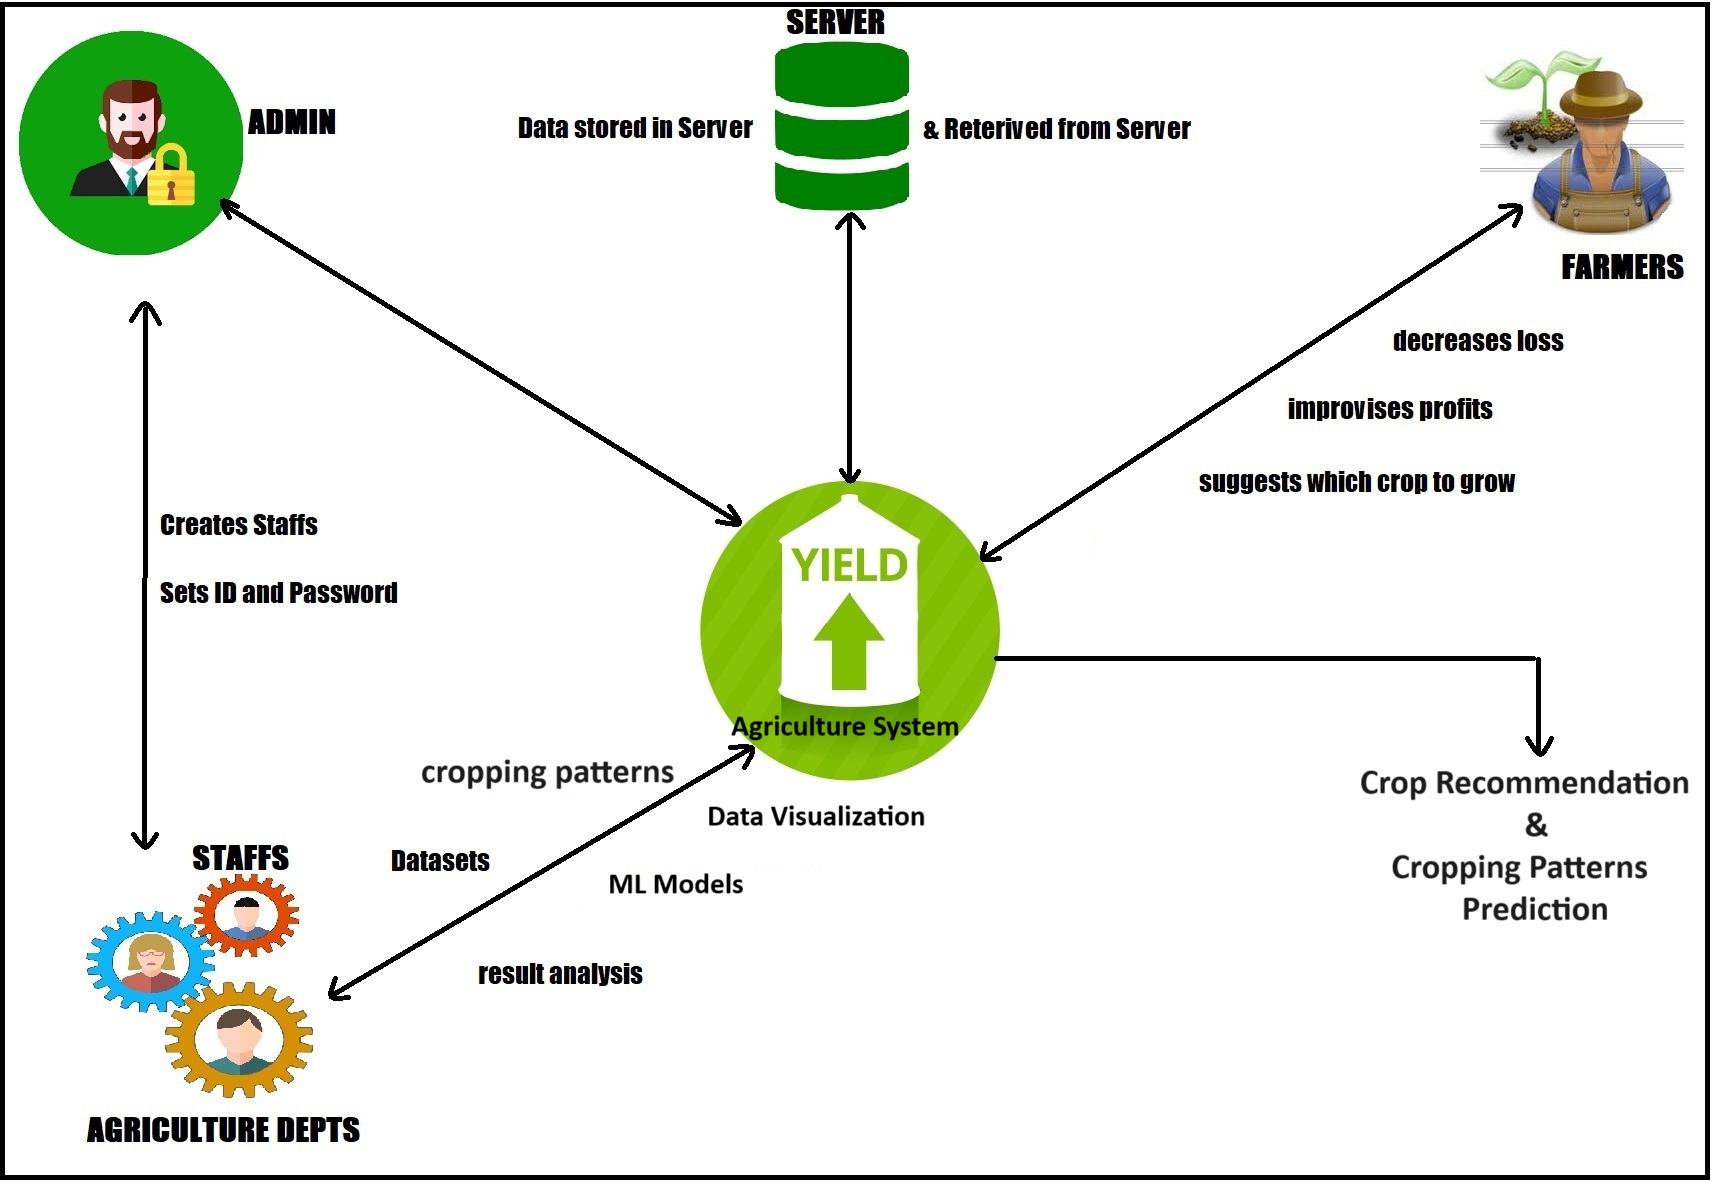 SERVER
ADMIN
Data stored in Server
& Reterived from Server
FARMERS
decreases loss
improvises profits
suggests which crop to grow
Creates Staffs
Sets ID and Password
YIELD
Agriculture System
cropping patterns
Data Visualization
Datasets
ML Models
result analysis
Crop Recommendation
&
Cropping Patterns
Prediction
STAFFS
AGRICULTURE DEPTS